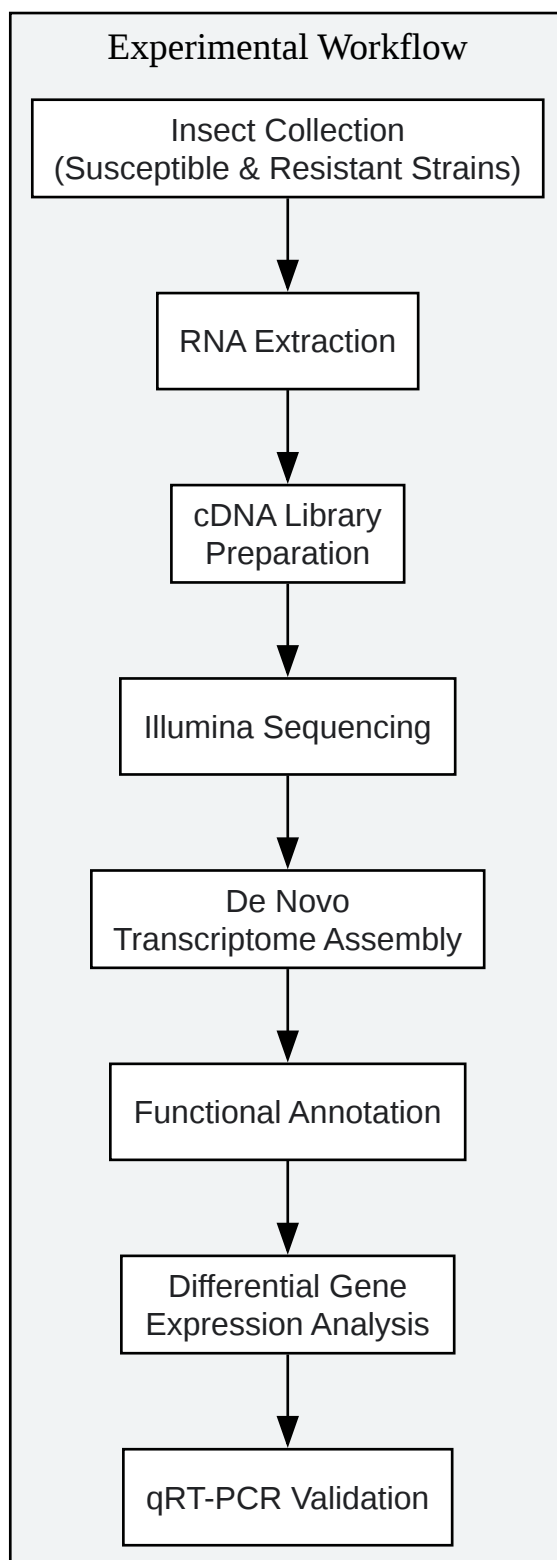 Experimental Workflow
Insect Collection
(Susceptible & Resistant Strains)
RNA Extraction
cDNA Library
Preparation
Illumina Sequencing
De Novo
Transcriptome Assembly
Functional Annotation
Differential Gene
Expression Analysis
qRT-PCR Validation